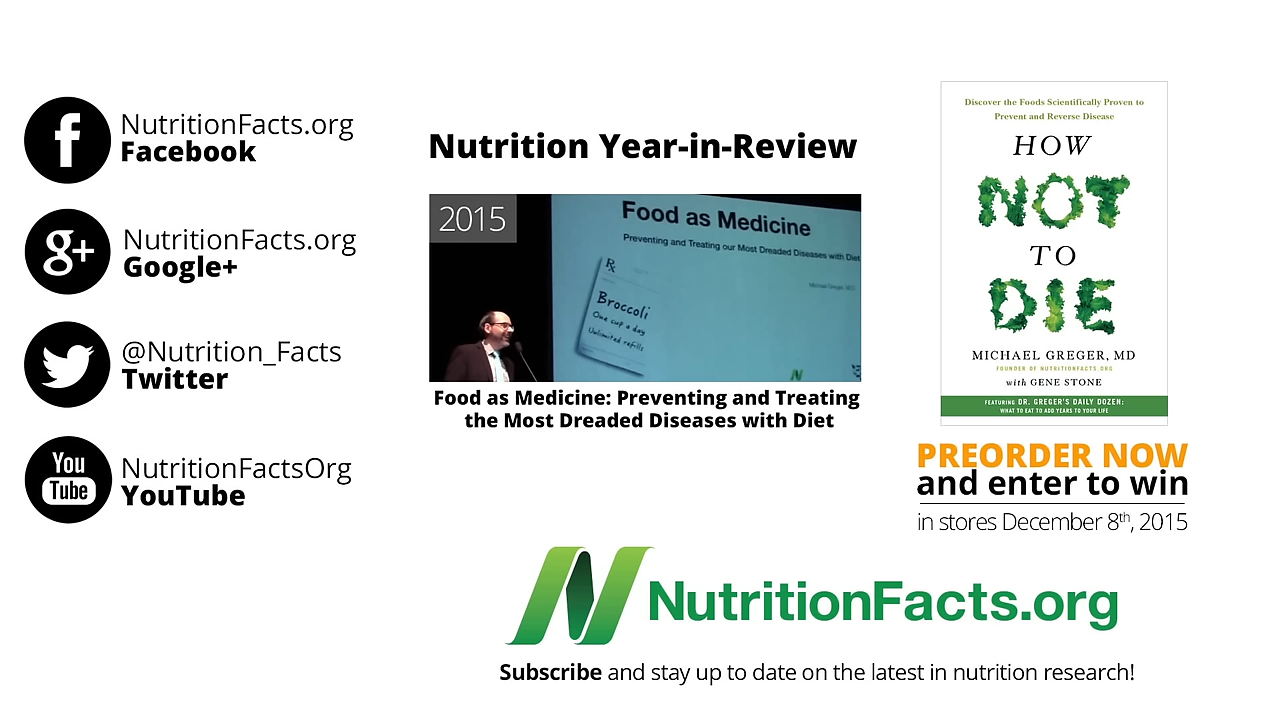 f
NutritionFacts.org
Facebook
g+
NutritionFacts.org
Google+
@Nutrition_Facts
Twitter
You
Tube
NutritionFactsOrg
YouTube
Nutrition Year-in-Review
2015
Food as Medicine
Preventing and Treating our Most Dreaded Diseases with Diet
Rx
Broccoli
One cup a day
Unlimited refills
Food as Medicine: Preventing and Treating
the Most Dreaded Diseases with Diet
Discover the Foods Scientifically Proven to
Prevent and Reverse Disease
HOW
NOT
TO
DIE
MICHAEL GREGER, MD
FOUNDER OF NUTRITIONFACTS.ORG
with GENE STONE
FEATURING DR. GREGER'S DAILY DOZEN:
WHAT TO EAT TO ADD YEARS TO YOUR LIFE
PREORDER NOW
and enter to win
in stores December 8th, 2015
NutritionFacts.org
Subscribe and stay up to date on the latest in nutrition research!